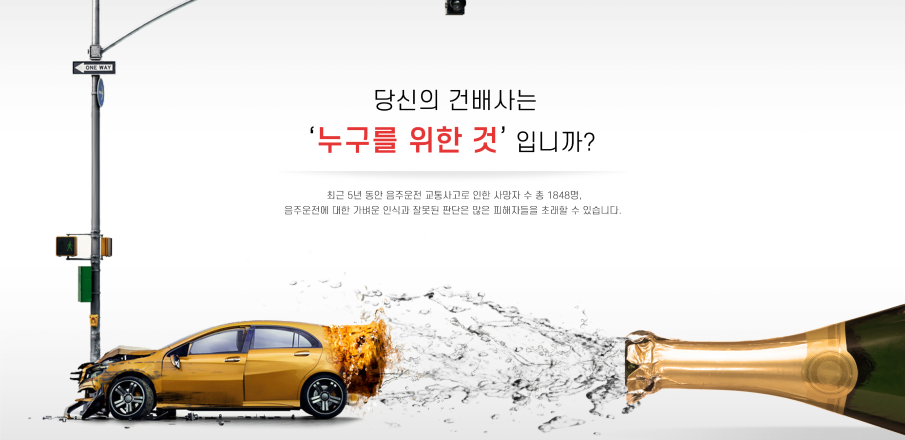 ONE WAY
당신의 건배사는
‘누구를 위한 것’ 입니까?
최근 5년 동안 음주운전 교통사고로 인한 사망자 수 총 1848명,
음주운전에 대한 가벼운 인식과 잘못된 판단은 많은 피해자들을 초래할 수 있습니다.